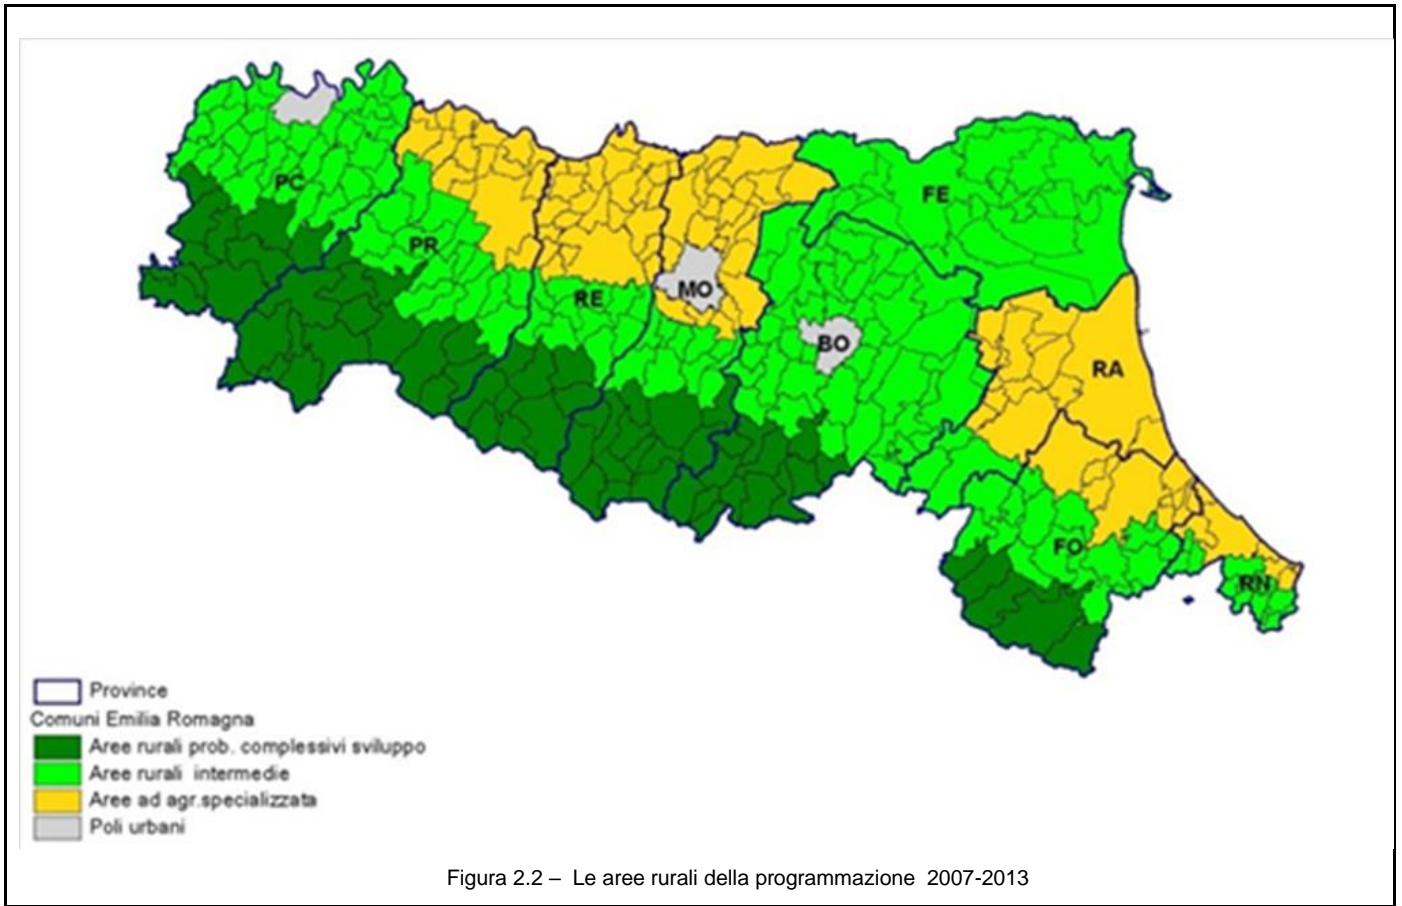 PC
FE
PR
MO
RE
BO
RA
FO
RN
Province
Comuni Emilia Romagna
Aree rurali prob. complessivi sviluppo
Aree rurali intermedie
Aree ad agr.specializzata
Poli urbani
Figura 2.2 – Le aree rurali della programmazione 2007-2013